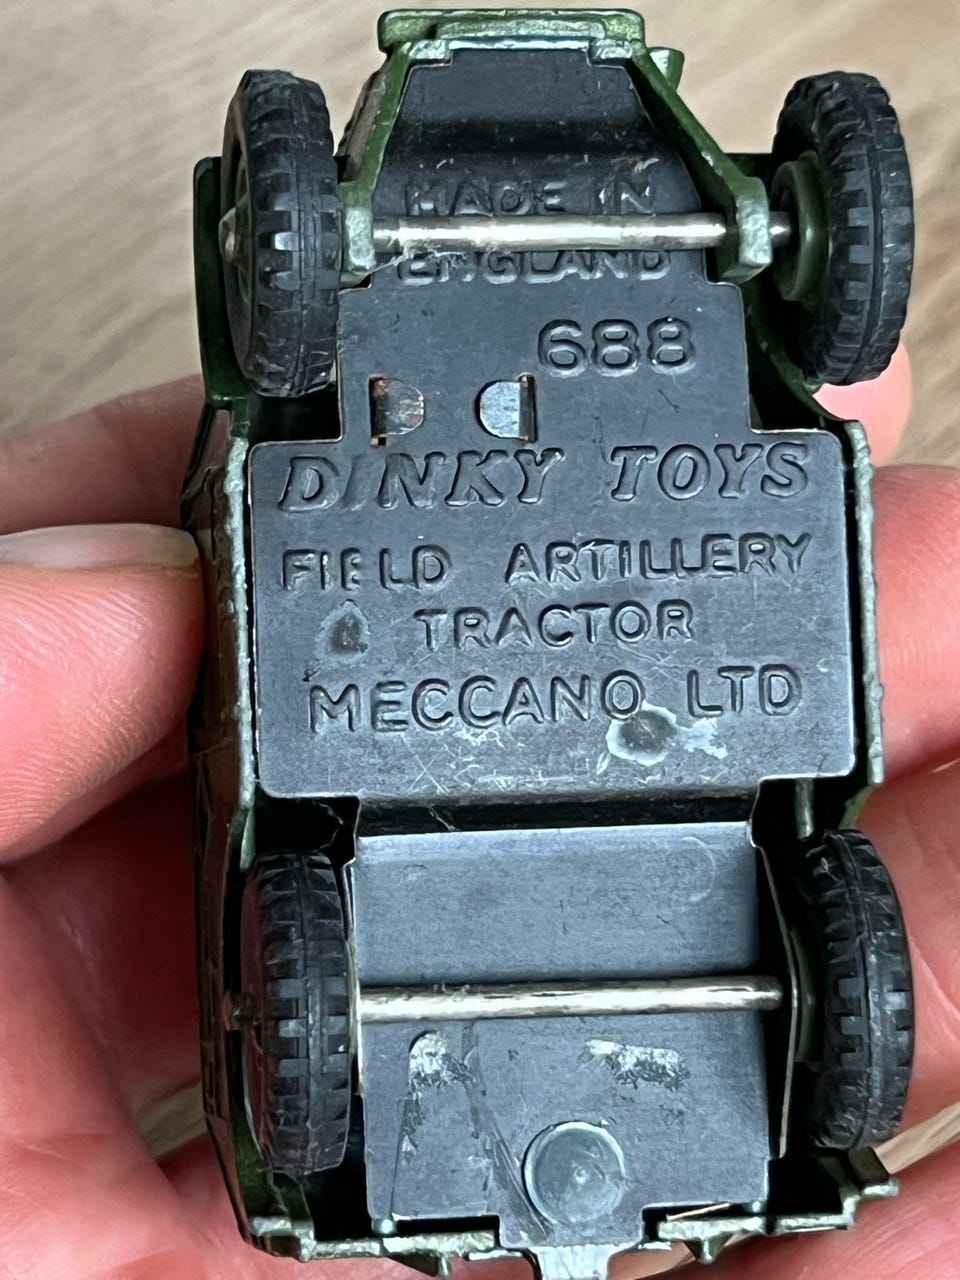 MADE IN
ENGLAND
688
DINKY TOYS
FIELD ARTILLERY
TRACTOR
MECCANO LTD